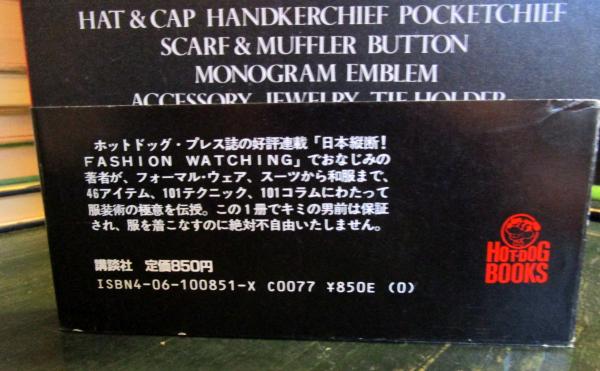 HAT & CAP HANDKERCHIEF POCKETCHIEF
SCARF & MUFFLER BUTTON
MONOGRAM EMBLEM
ACCESSORY JEWELRY TIE HOLDER
ホットドッグ・プレス誌の好評連載「日本縦断!
FASHION WATCHING」でおなじみの
著者が、フォーマル・ウェア、スーツから和服まで、
46アイテム、101テクニック、101コラムにわたって
服装術の極意を伝授。この1冊でキミの男前は保証
され、服を着こなすのに絶対不自由いたしません。
講談社 定価850円
ISBN4-06-100851-X C0077 ¥850E (0)
HOT-DOG
BOOKS